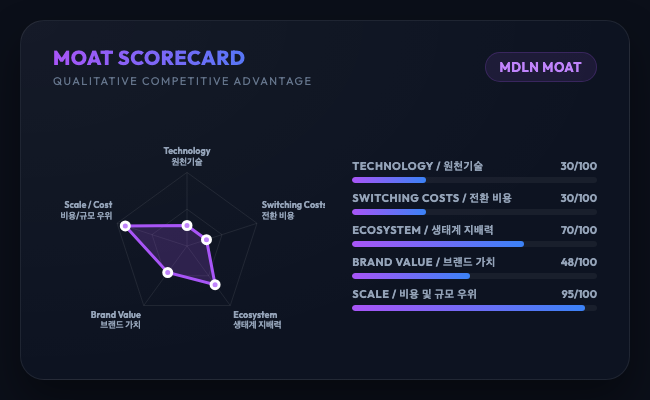 MOAT SCORECARD
QUALITATIVE COMPETITIVE ADVANTAGE
MDLN MOAT
Technology
원천기술
Scale / Cost
비용/규모 우위
Switching Costs
전환 비용
Brand Value
브랜드 가치
Ecosystem
생태계 지배력
TECHNOLOGY / 원천기술 30/100
SWITCHING COSTS / 전환 비용 30/100
ECOSYSTEM / 생태계 지배력 70/100
BRAND VALUE / 브랜드 가치 48/100
SCALE / 비용 및 규모 우위 95/100